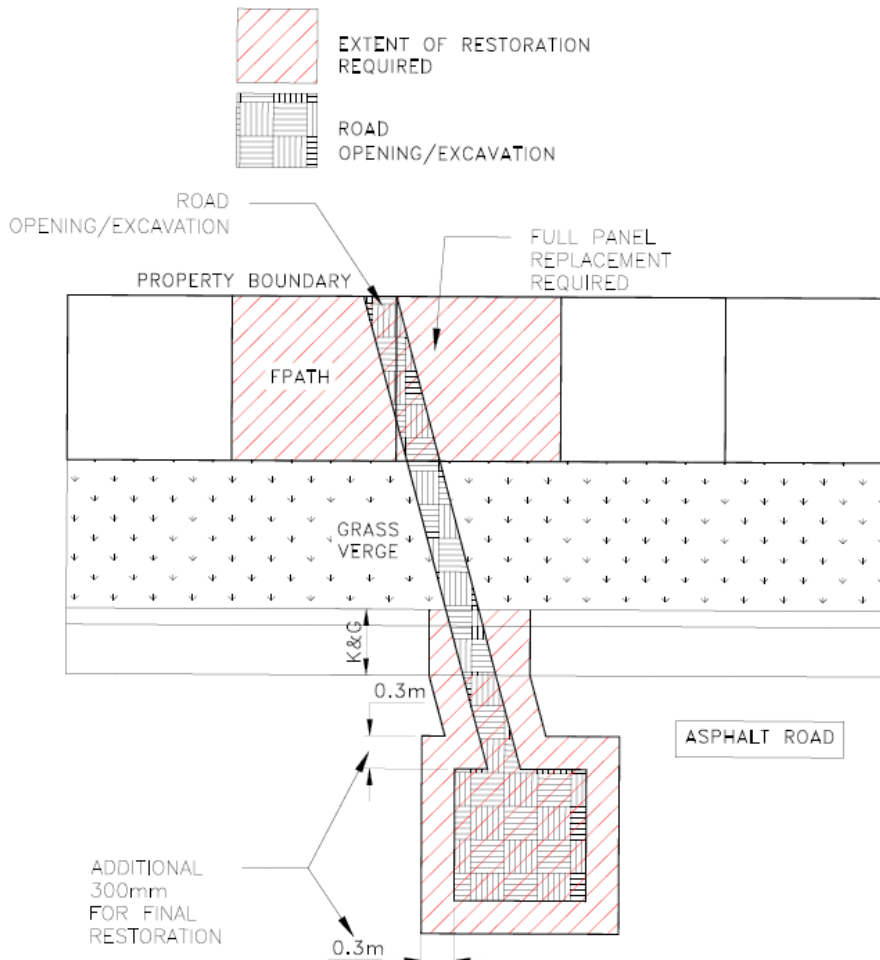 EXTENT OF RESTORATION
REQUIRED
ROAD
OPENING/EXCAVATION
ROAD
OPENING/EXCAVATION
FULL PANEL
REPLACEMENT
REQUIRED
PROPERTY BOUNDARY
FPATH
GRASS
VERGE
K&G
0.3m
ASPHALT ROAD
ADDITIONAL
300mm
FOR FINAL
RESTORATION
0.3m